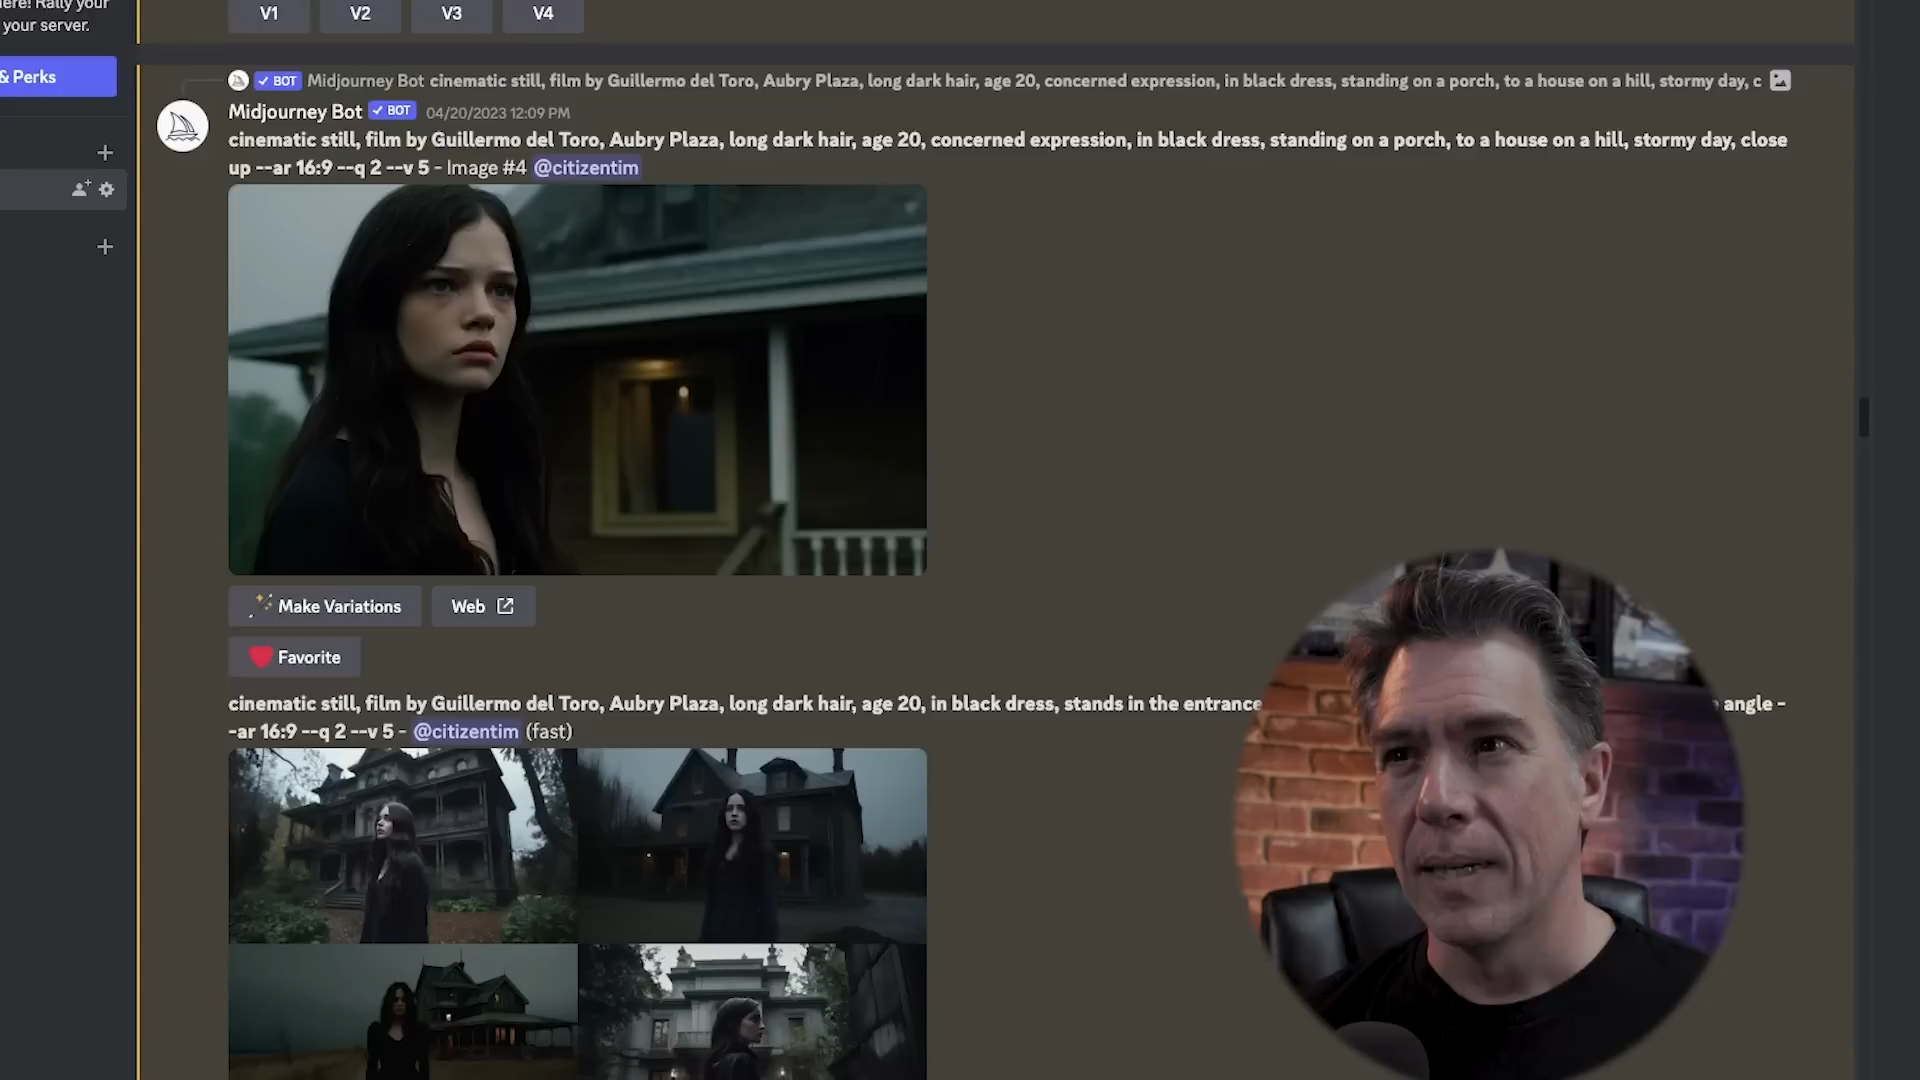 here! Rally your
your server.
& Perks
V1 V2 V3 V4
BOT Midjourney Bot cinematic still, film by Guillermo del Toro, Aubry Plaza, long dark hair, age 20, concerned expression, in black dress, standing on a porch, to a house on a hill, stormy day, c
Midjourney Bot BOT 04/20/2023 12:09 PM
cinematic still, film by Guillermo del Toro, Aubry Plaza, long dark hair, age 20, concerned expression, in black dress, standing on a porch, to a house on a hill, stormy day, close
up --ar 16:9 --q 2 --v 5 - Image #4 @citizentim
Make Variations Web
Favorite
cinematic still, film by Guillermo del Toro, Aubry Plaza, long dark hair, age 20, in black dress, stands in the entrance angle -
-ar 16:9 --q 2 --v 5 - @citizentim (fast)